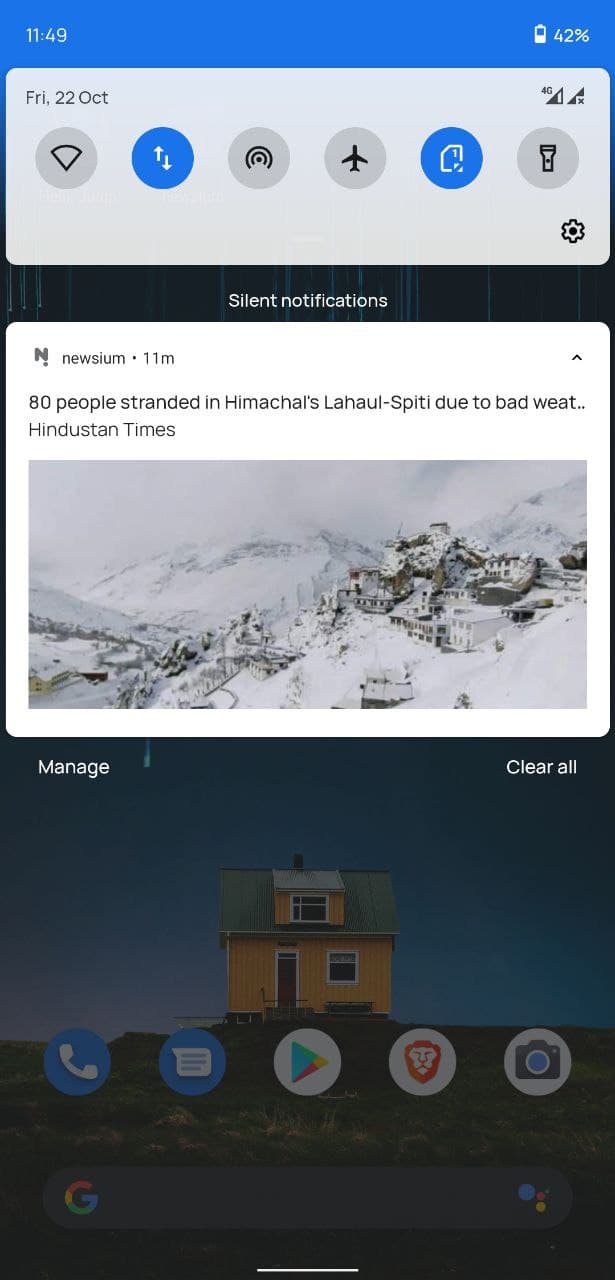 11:49 42%
Fri, 22 Oct 4G
1
Silent notifications
newsium • 11m
80 people stranded in Himachal's Lahaul-Spiti due to bad weat..
Hindustan Times
Manage Clear all